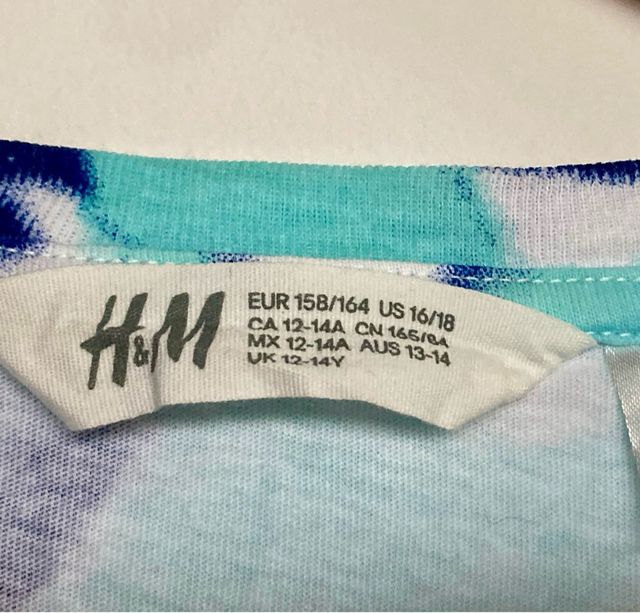 H&M
EUR 158/164 US 16/18
CA 12-14A CN 165/84
MX 12-14A AUS 13-14
UK 12-14Y